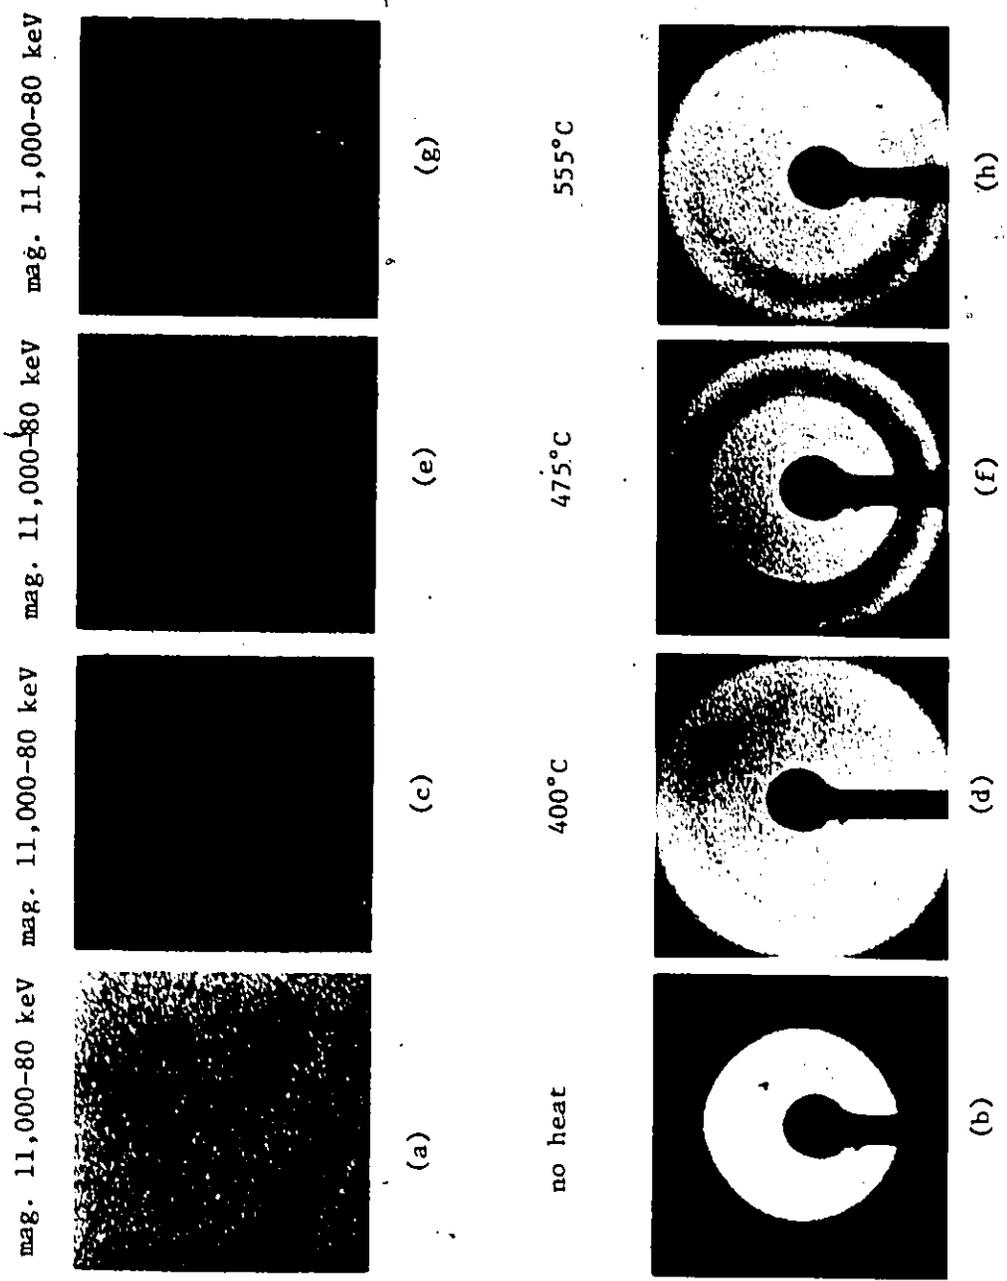 mag. 11,000-80 keV
mag. 11,000-80 keV
mag. 11,000-80 keV
mag. 11,000-80 keV
(a)
(c)
(e)
(g)
no heat
400°C
475°C
555°C
(b)
(d)
(f)
(h)